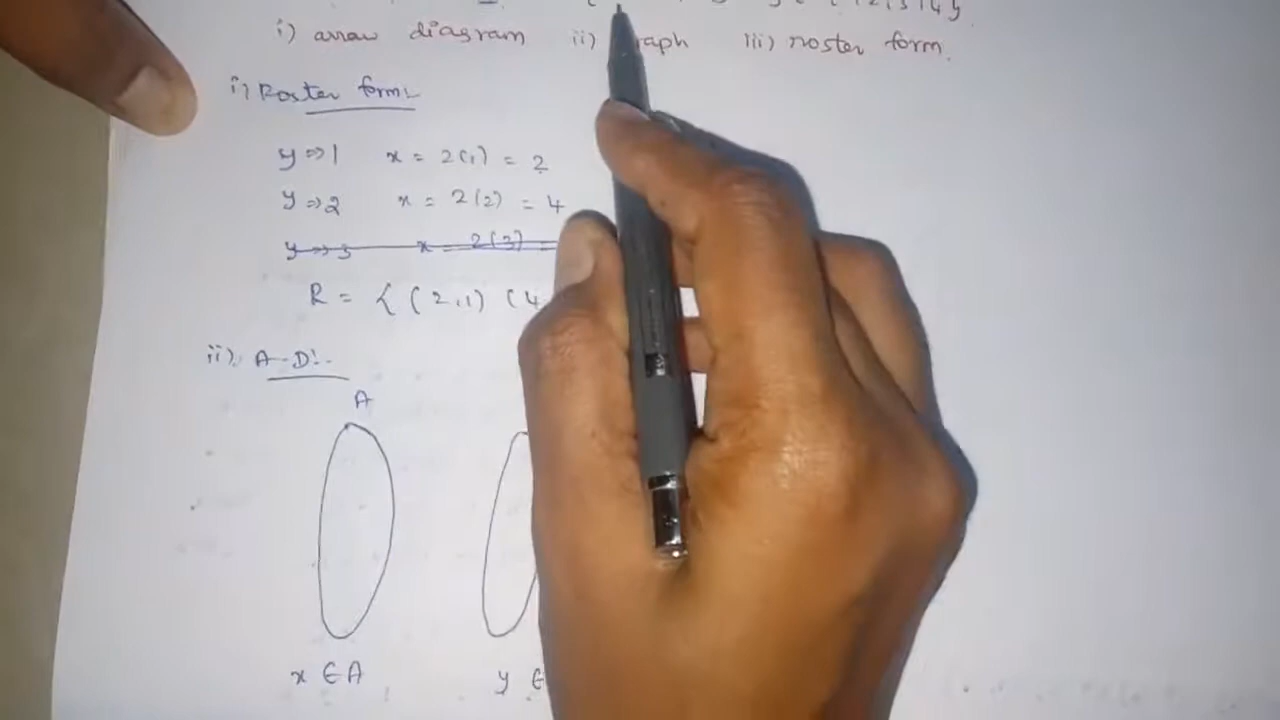 i) arrow diagram ii) raph iii) roster form.
i) Roster form:
y ⇒ 1 x = 2(1) = 2
y ⇒ 2 x = 2(2) = 4
y ⇒ 3 x = 2(3) =
R = { (2,1) (4
ii). A-D:-
A
x ∈ A y ∈